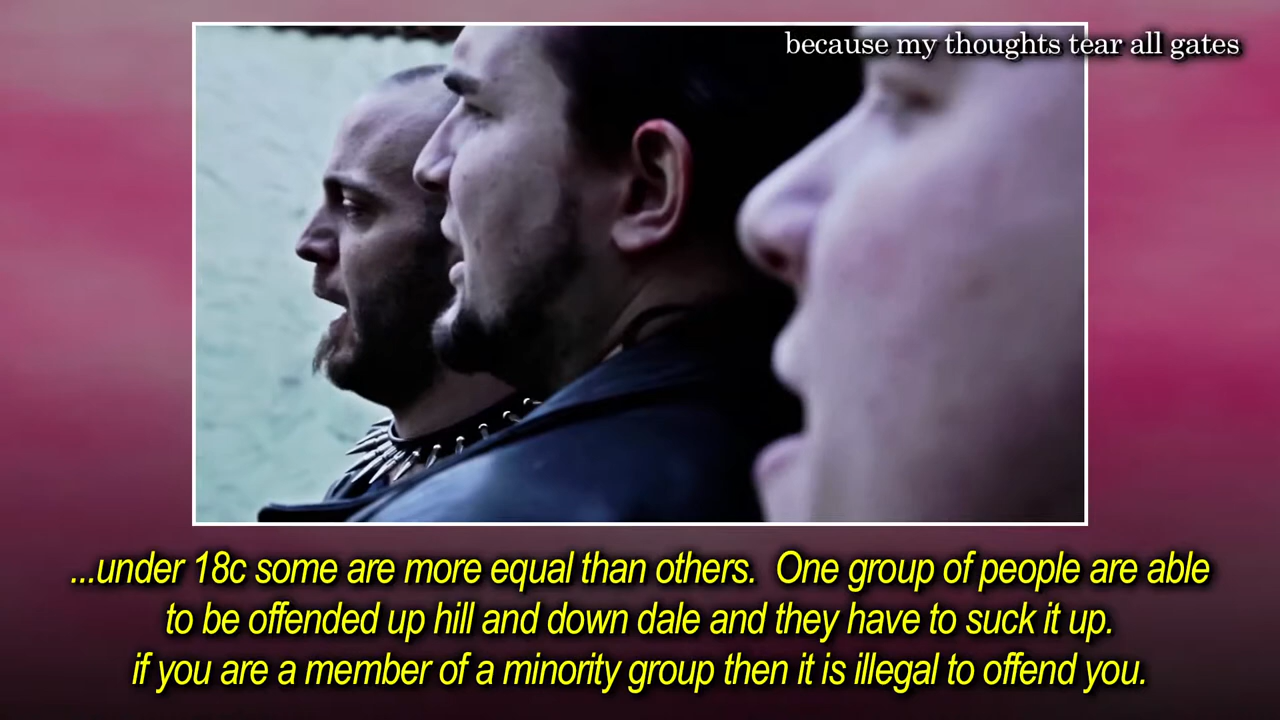 because my thoughts tear all gates
...under 18c some are more equal than others.  One group of people are able
to be offended up hill and down dale and they have to suck it up.
if you are a member of a minority group then it is illegal to offend you.